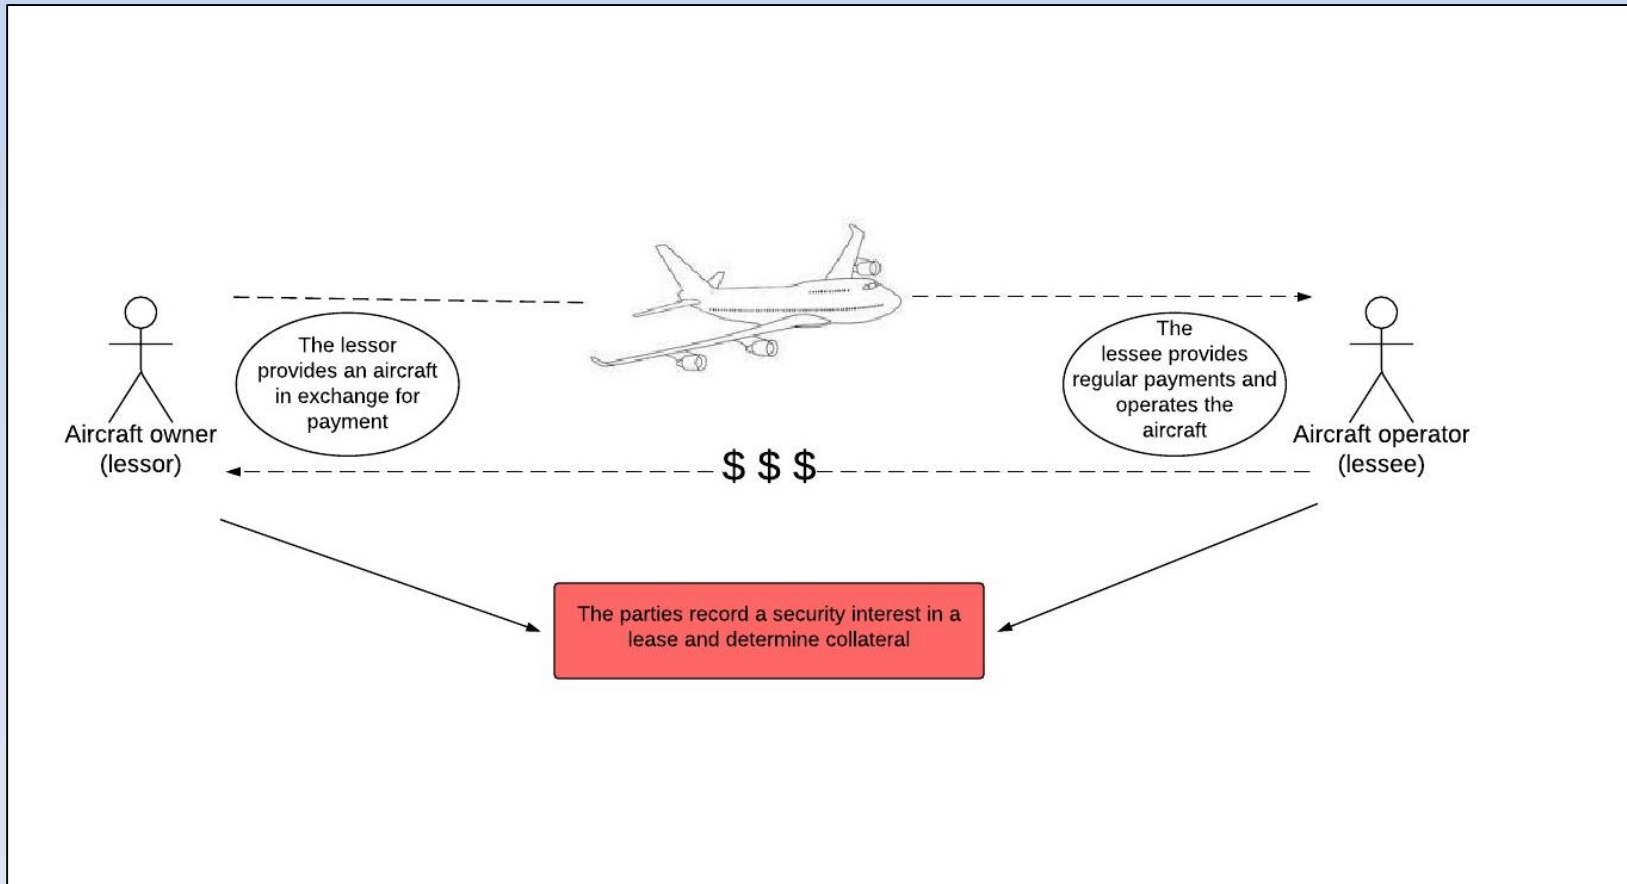 The lessor
provides an aircraft
in exchange for
payment
Aircraft owner
(lessor)
The
lessee provides
regular payments and
operates the
aircraft
Aircraft operator
(lessee)
$ $ $
The parties record a security interest in a
lease and determine collateral